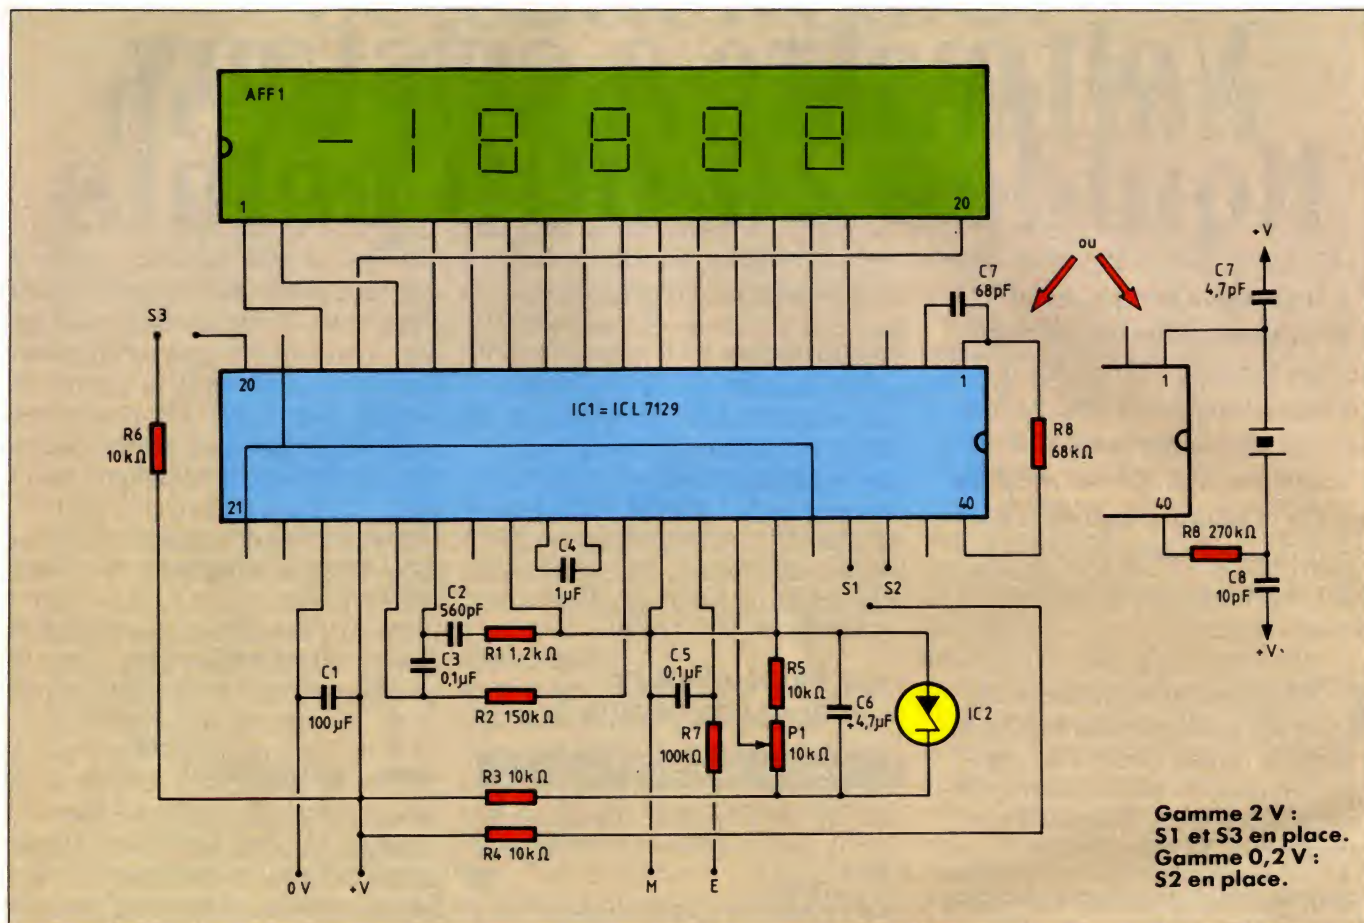 AFF1
1
20
ou
+V
C7
68pF
C7
4,7pF
S3
20
1
1
IC1 = ICL 7129
R6
10kΩ
R8
68kΩ
21
40
40
R8 270kΩ
C8
10pF
+V
C4
1µF
S1
S2
C2
560pF
R1 1,2kΩ
C3
0,1µF
C5
0,1µF
R5
10kΩ
C1
100µF
R2 150kΩ
C6
+4,7µF
IC2
R7
100kΩ
P1
10kΩ
R3 10kΩ
R4 10kΩ
0V
+V
M
E
Gamme 2 V :
S1 et S3 en place.
Gamme 0,2 V :
S2 en place.